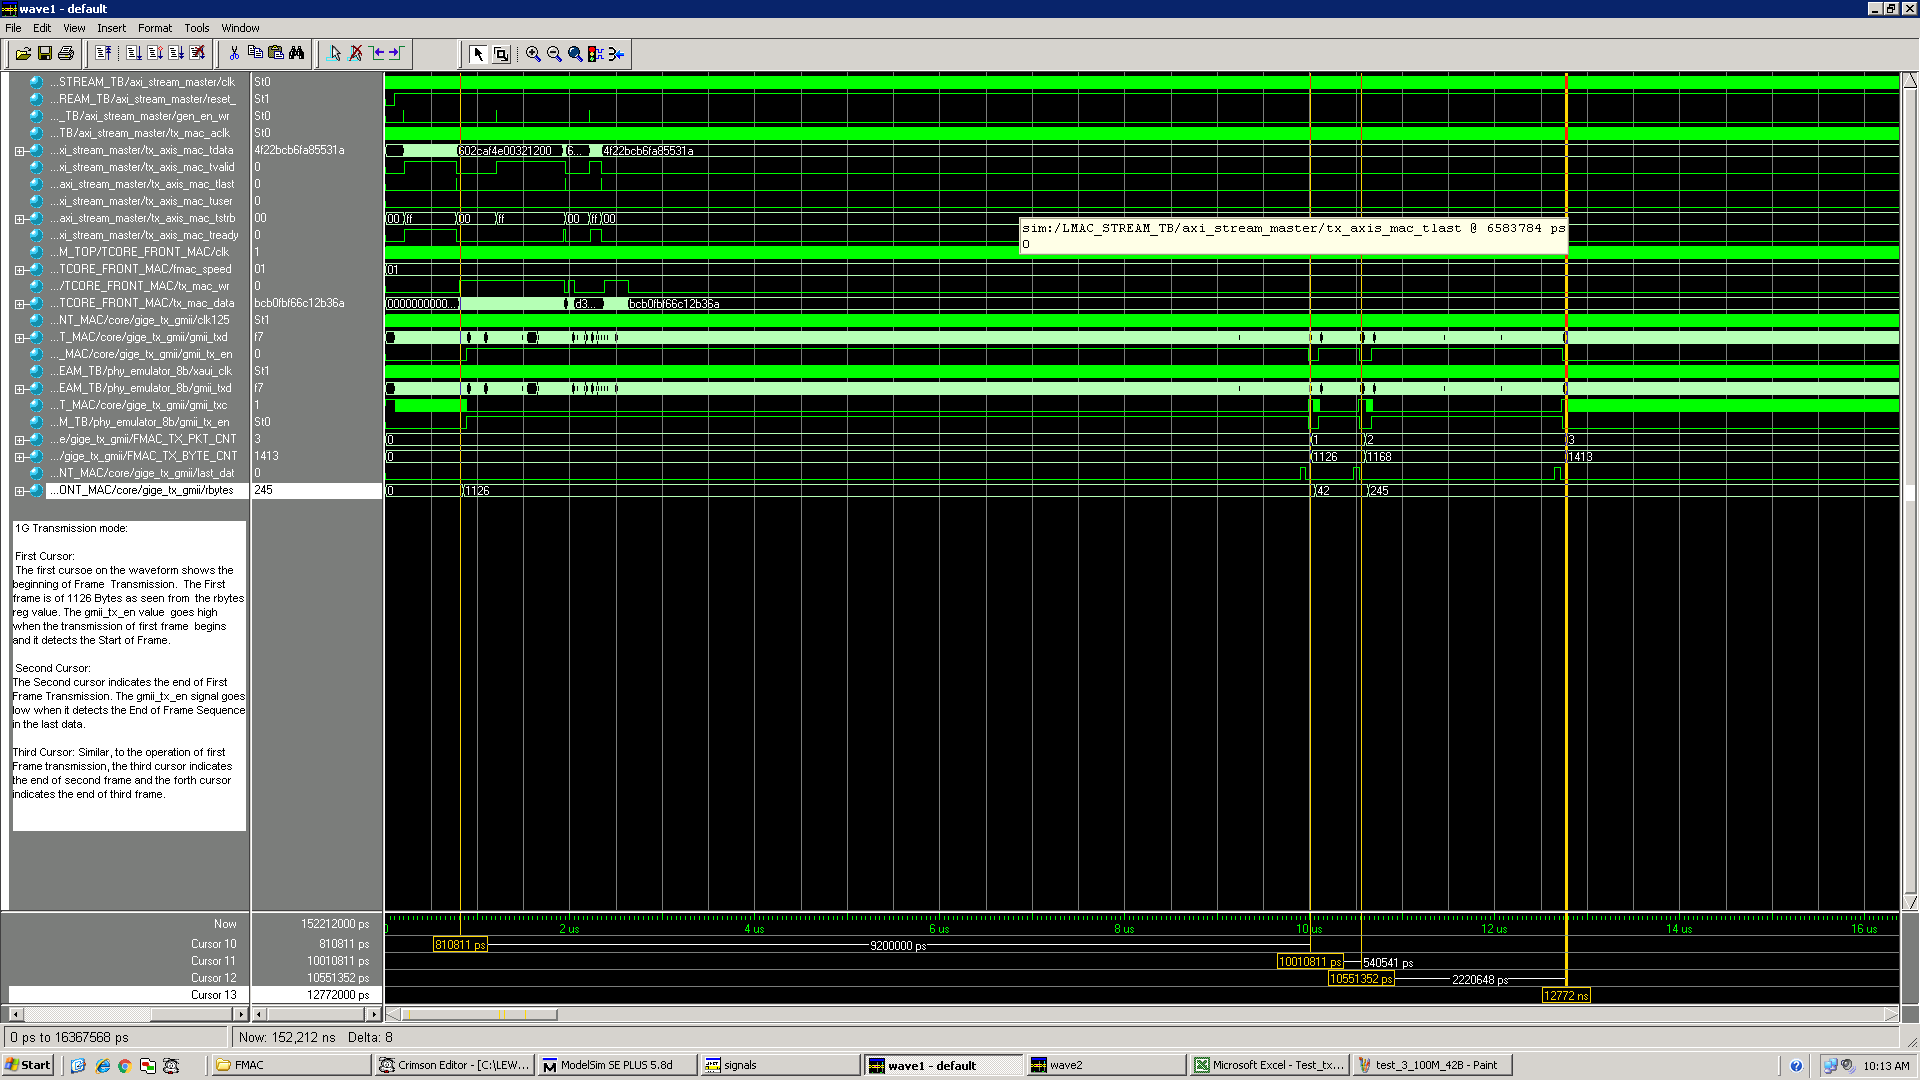 wave1 - default
File Edit View Insert Format Tools Window
...STREAM_TB/axi_stream_master/clk St0
...REAM_TB/axi_stream_master/reset_ St1
..._TB/axi_stream_master/gen_en_wr St0
...TB/axi_stream_master/tx_mac_aclk St0
...xi_stream_master/tx_axis_mac_tdata 4f22bcb6fa85531a 602caf4e00321200 6... 4f22bcb6fa85531a
...xi_stream_master/tx_axis_mac_tvalid 0
...axi_stream_master/tx_axis_mac_tlast 0
...xi_stream_master/tx_axis_mac_tuser 0
...axi_stream_master/tx_axis_mac_tstrb 00 00 ff 00 ff 00 ff 00
...xi_stream_master/tx_axis_mac_tready 0
sim:/LMAC_STREAM_TB/axi_stream_master/tx_axis_mac_tlast @ 6583784 ps
0
...M_TOP/TCORE_FRONT_MAC/clk 1
...TCORE_FRONT_MAC/fmac_speed 01 01
.../TCORE_FRONT_MAC/tx_mac_wr 0
...TCORE_FRONT_MAC/tx_mac_data bcb0fbf66c12b36a 0000000000... d3... bcb0fbf66c12b36a
...NT_MAC/core/gige_tx_gmii/clk125 St1
...T_MAC/core/gige_tx_gmii/gmii_txd f7
..._MAC/core/gige_tx_gmii/gmii_tx_en 0
...EAM_TB/phy_emulator_8b/xaui_clk St1
...EAM_TB/phy_emulator_8b/gmii_txd f7
...T_MAC/core/gige_tx_gmii/gmii_txc 1
...M_TB/phy_emulator_8b/gmii_tx_en St0
...e/gige_tx_gmii/FMAC_TX_PKT_CNT 3 0 1 2 3
.../gige_tx_gmii/FMAC_TX_BYTE_CNT 1413 0 1126 1168 1413
...NT_MAC/core/gige_tx_gmii/last_dat 0
...ONT_MAC/core/gige_tx_gmii/rbytes 245 0 1126 42 245
1G Transmission mode:
First Cursor:
The first cursoe on the waveform shows the
beginning of Frame Transmission. The First
frame is of 1126 Bytes as seen from the rbytes
reg value. The gmii_tx_en value goes high
when the transmission of first frame begins
and it detects the Start of Frame.
Second Cursor:
The Second cursor indicates the end of First
Frame Transmission. The gmii_tx_en signal goes
low when it detects the End of Frame Sequence
in the last data.
Third Cursor: Similar, to the operation of first
Frame transmission, the third cursor indicates
the end of second frame and the forth cursor
indicates the end of third frame.
Now 152212000 ps 0 2 us 4 us 6 us 8 us 10 us 12 us 14 us 16 us
Cursor 10 810811 ps 810811 ps 9200000 ps
Cursor 11 10010811 ps 10010811 ps 540541 ps
Cursor 12 10551352 ps 10551352 ps 2220648 ps
Cursor 13 12772000 ps 12772 ns
0 ps to 16367568 ps Now: 152,212 ns Delta: 8
Start FMAC Crimson Editor - [C:\LEW... ModelSim SE PLUS 5.8d signals wave1 - default wave2 Microsoft Excel - Test_tx... test_3_100M_42B - Paint 10:13 AM